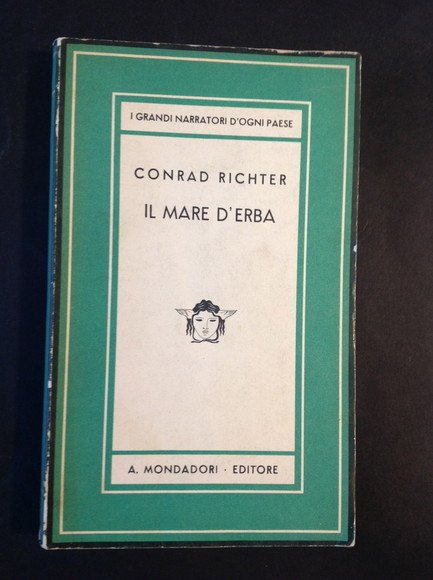 I GRANDI NARRATORI D'OGNI PAESE
CONRAD RICHTER
IL MARE D'ERBA
A. MONDADORI · EDITORE